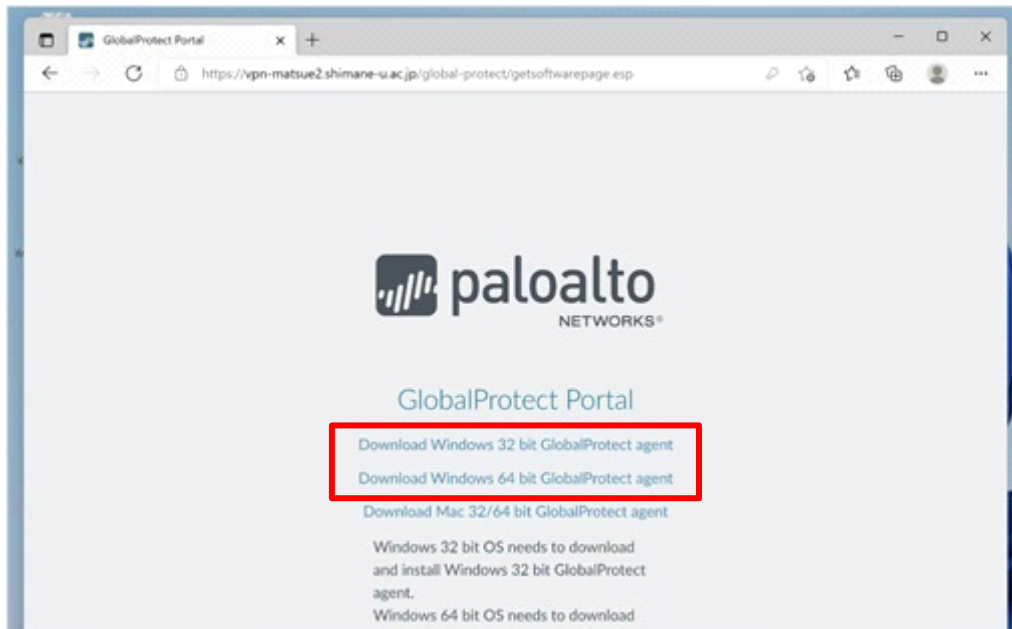 GlobalProtect Portal
https://vpn-matsue2.shimane-u.ac.jp/global-protect/getsoftwarepage.esp
paloalto
NETWORKS®
GlobalProtect Portal
Download Windows 32 bit GlobalProtect agent
Download Windows 64 bit GlobalProtect agent
Download Mac 32/64 bit GlobalProtect agent
Windows 32 bit OS needs to download
and install Windows 32 bit GlobalProtect
agent.
Windows 64 bit OS needs to download